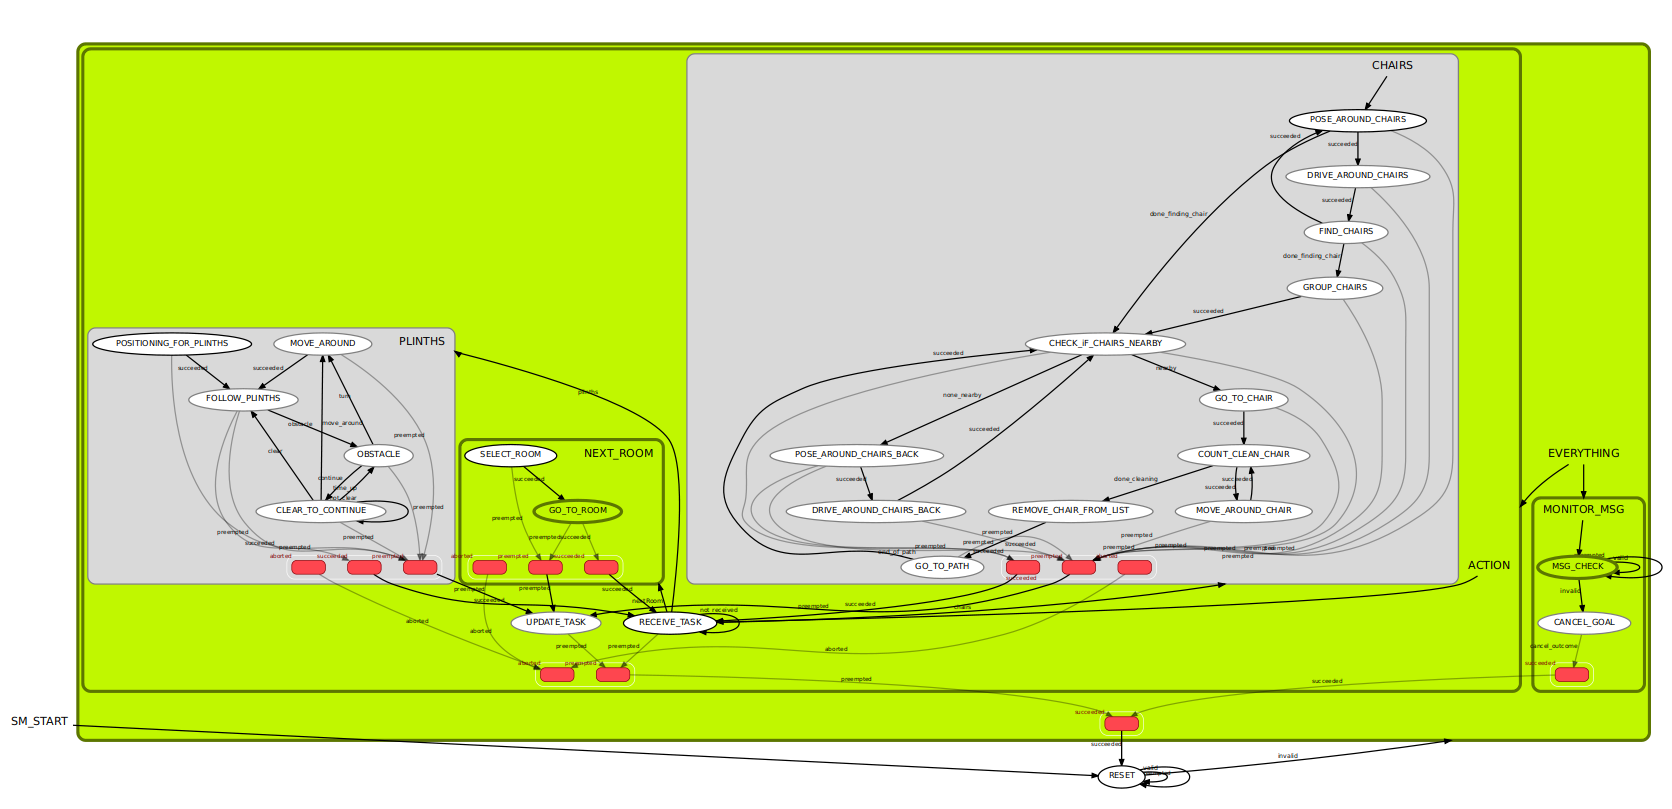 CHAIRS
POSE_AROUND_CHAIRS
succeeded
succeeded
DRIVE_AROUND_CHAIRS
succeeded
done_finding_chair
FIND_CHAIRS
done_finding_chair
GROUP_CHAIRS
succeeded
POSITIONING_FOR_PLINTHS
MOVE_AROUND
PLINTHS
CHECK_iF_CHAIRS_NEARBY
succeeded
succeeded
succeeded
nearby
plinths
none_nearby
FOLLOW_PLINTHS
turn
GO_TO_CHAIR
obstacle
move_around
succeeded
succeeded
preempted
clear
OBSTACLE
SELECT_ROOM
NEXT_ROOM
POSE_AROUND_CHAIRS_BACK
COUNT_CLEAN_CHAIR
EVERYTHING
continue
time_up
not_clear
succeeded
succeeded
done_cleaning
succeeded
succeeded
CLEAR_TO_CONTINUE
preempted
GO_TO_ROOM
preempted
DRIVE_AROUND_CHAIRS_BACK
REMOVE_CHAIR_FROM_LIST
MOVE_AROUND_CHAIR
MONITOR_MSG
preempted
succeeded
preempted
preempted
preempted
succeeded
preempted
preempted
preempted
succeeded
preempted
preempted
preempted
preempted
aborted
succeeded
preempted
aborted
preempted
succeeded
succeeded
preempted
preempted
valid
GO_TO_PATH
MSG_CHECK
ACTION
succeeded
preempted
preempted
succeeded
invalid
succeeded
nextRoom
preempted
succeeded
chairs
not received
aborted
UPDATE_TASK
RECEIVE_TASK
CANCEL_GOAL
aborted
preempted
preempted
aborted
cancel_outcome
aborted
preempted
succeeded
preempted
succeeded
SM_START
succeeded
succeeded
invalid
RESET
valid